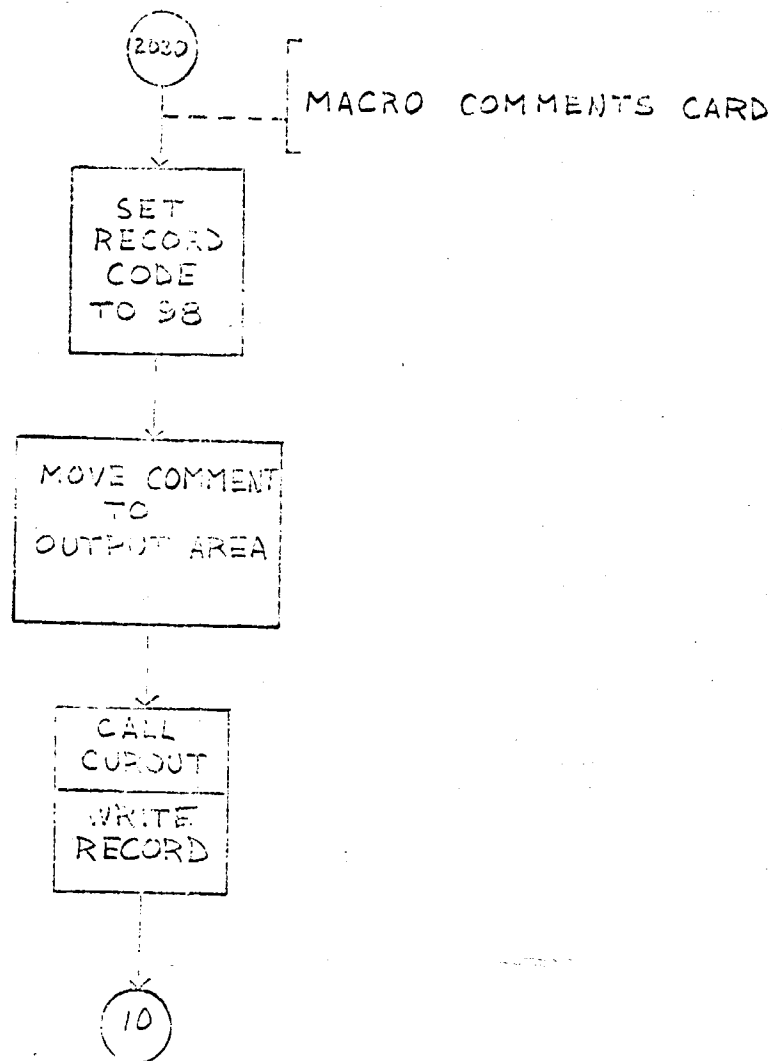 2030
MACRO COMMENTS CARD
SET
RECORD
CODE
TO 98
MOVE COMMENT
TO
OUTPUT AREA
CALL
CUROUT
WRITE
RECORD
10